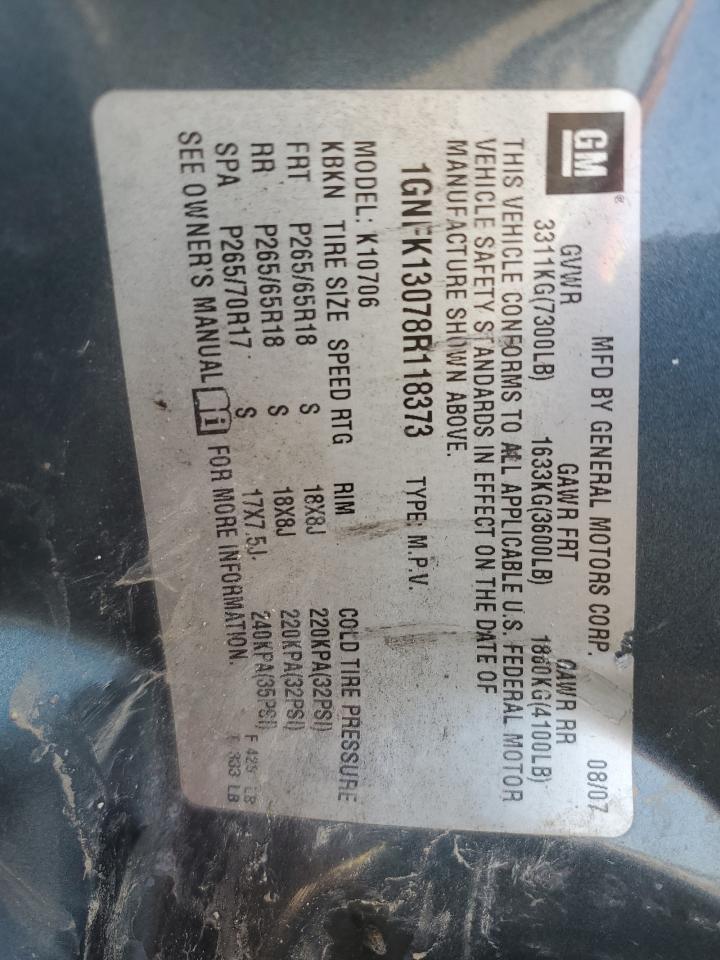 GM
MFD BY GENERAL MOTORS CORP. 08/07
GVWR GAWR FRT GAWR RR
3311KG(7300LB) 1633KG(3600LB) 1860KG(4100LB)
THIS VEHICLE CONFORMS TO ALL APPLICABLE U.S. FEDERAL MOTOR
VEHICLE SAFETY STANDARDS IN EFFECT ON THE DATE OF
MANUFACTURE SHOWN ABOVE.
1GNFK13078R118373 TYPE: M.P.V.
MODEL: K10706
KBKN TIRE SIZE SPEED RTG RIM COLD TIRE PRESSURE
FRT P265/65R18 S 18X8J 220KPA(32PSI)
RR P265/65R18 S 18X8J 220KPA(32PSI)
SPA P265/70R17 S 17X7.5J 240KPA(35PSI)
SEE OWNER'S MANUAL FOR MORE INFORMATION.
F LB
LB